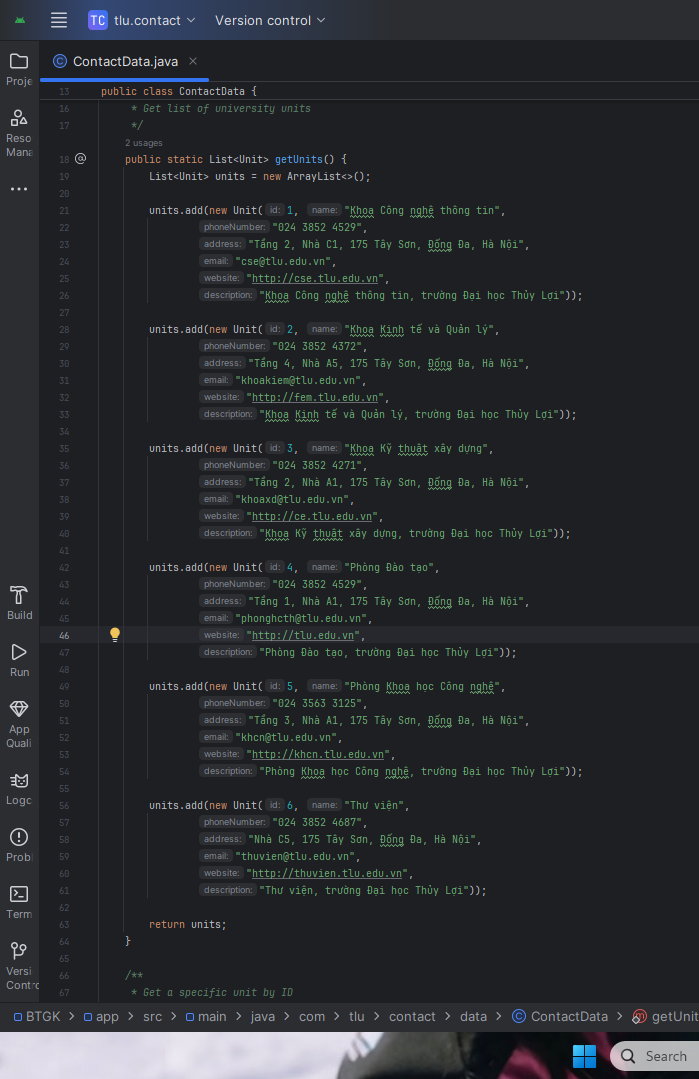 TC tlu.contact Version control
ContactData.java
Proje
Reso
Mana
Build
Run
App
Quali
Logc
Probl
Term
Versi
Contro
13 public class ContactData {
16 * Get list of university units
17 */
2 usages
18 public static List<Unit> getUnits() {
19 List<Unit> units = new ArrayList<>();
20
21 units.add(new Unit( id: 1, name: "Khoa Công nghệ thông tin",
22 phoneNumber: "024 3852 4529",
23 address: "Tầng 2, Nhà C1, 175 Tây Sơn, Đống Đa, Hà Nội",
24 email: "cse@tlu.edu.vn",
25 website: "http://cse.tlu.edu.vn",
26 description: "Khoa Công nghệ thông tin, trường Đại học Thủy Lợi"));
27
28 units.add(new Unit( id: 2, name: "Khoa Kinh tế và Quản lý",
29 phoneNumber: "024 3852 4372",
30 address: "Tầng 4, Nhà A5, 175 Tây Sơn, Đống Đa, Hà Nội",
31 email: "khoakiem@tlu.edu.vn",
32 website: "http://fem.tlu.edu.vn",
33 description: "Khoa Kinh tế và Quản lý, trường Đại học Thủy Lợi"));
34
35 units.add(new Unit( id: 3, name: "Khoa Kỹ thuật xây dựng",
36 phoneNumber: "024 3852 4271",
37 address: "Tầng 2, Nhà A1, 175 Tây Sơn, Đống Đa, Hà Nội",
38 email: "khoaxd@tlu.edu.vn",
39 website: "http://ce.tlu.edu.vn",
40 description: "Khoa Kỹ thuật xây dựng, trường Đại học Thủy Lợi"));
41
42 units.add(new Unit( id: 4, name: "Phòng Đào tạo",
43 phoneNumber: "024 3852 4529",
44 address: "Tầng 1, Nhà A1, 175 Tây Sơn, Đống Đa, Hà Nội",
45 email: "phonghcth@tlu.edu.vn",
46 website: "http://tlu.edu.vn",
47 description: "Phòng Đào tạo, trường Đại học Thủy Lợi"));
48
49 units.add(new Unit( id: 5, name: "Phòng Khoa học Công nghệ",
50 phoneNumber: "024 3563 3125",
51 address: "Tầng 3, Nhà A1, 175 Tây Sơn, Đống Đa, Hà Nội",
52 email: "khcn@tlu.edu.vn",
53 website: "http://khcn.tlu.edu.vn",
54 description: "Phòng Khoa học Công nghệ, trường Đại học Thủy Lợi"));
55
56 units.add(new Unit( id: 6, name: "Thư viện",
57 phoneNumber: "024 3852 4687",
58 address: "Nhà C5, 175 Tây Sơn, Đống Đa, Hà Nội",
59 email: "thuvien@tlu.edu.vn",
60 website: "http://thuvien.tlu.edu.vn",
61 description: "Thư viện, trường Đại học Thủy Lợi"));
62
63 return units;
64 }
65
66 /**
67 * Get a specific unit by ID
BTGK > app > src > main > java > com > tlu > contact > data > ContactData > getUnit
Search